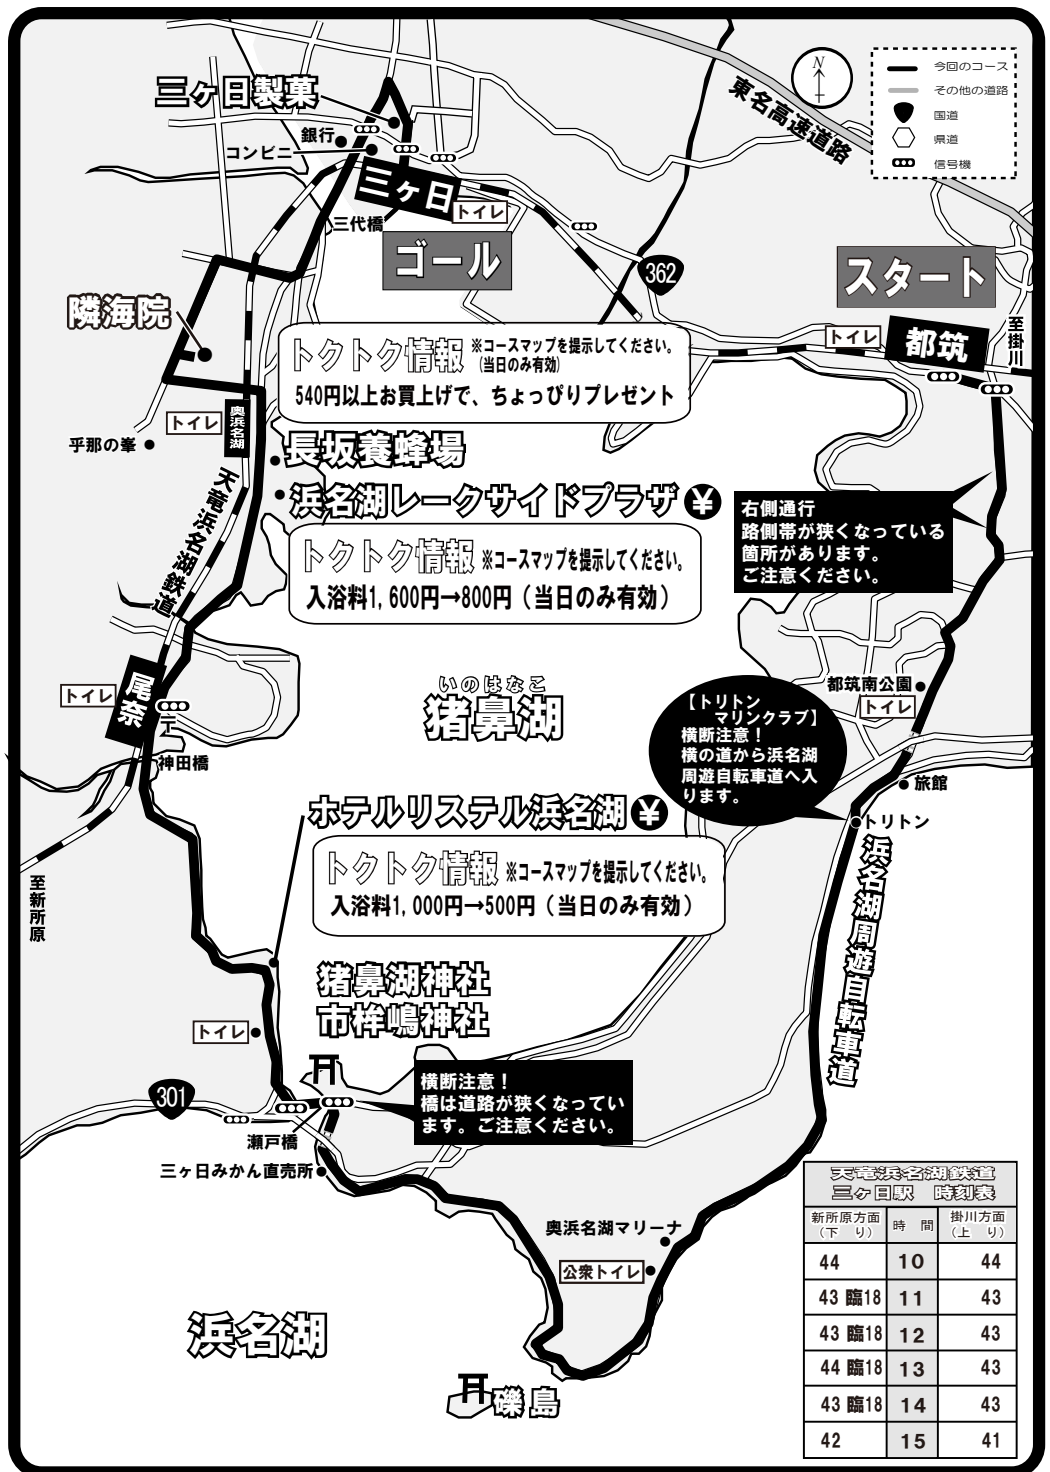 N
今回のコース
その他の道路
国道
県道
信号機
東名高速道路
三ヶ日製菓
銀行
コンビニ
三ヶ日
トイレ
三代橋
ゴール
362
スタート
トイレ
都筑
至掛川
隣海院
トクトク情報 ※コースマップを提示してください。
(当日のみ有効)
540円以上お買上げで、ちょっぴりプレゼント
トイレ
奥浜名湖
乎那の峯
長坂養蜂場
浜名湖レークサイドプラザ¥
トクトク情報 ※コースマップを提示してください。
入浴料1,600円→800円（当日のみ有効）
天竜浜名湖鉄道
右側通行
路側帯が狭くなっている
箇所があります。
ご注意ください。
トイレ
尾奈
〒
神田橋
いのはなこ
猪鼻湖
都筑南公園
トイレ
【トリトン
マリンクラブ】
横断注意！
横の道から浜名湖
周遊自転車道へ入
ります。
旅館
トリトン
浜名湖周遊自転車道
ホテルリステル浜名湖¥
トクトク情報 ※コースマップを提示してください。
入浴料1,000円→500円（当日のみ有効）
至新所原
猪鼻湖神社
市杵嶋神社
トイレ
301
横断注意！
橋は道路が狭くなってい
ます。ご注意ください。
瀬戸橋
三ヶ日みかん直売所
奥浜名湖マリーナ
公衆トイレ
浜名湖
礫島
天竜浜名湖鉄道
三ヶ日駅 時刻表
新所原方面 時 間 掛川方面
（下 り） （上 り）
44 10 44
43 臨18 11 43
43 臨18 12 43
44 臨18 13 43
43 臨18 14 43
42 15 41